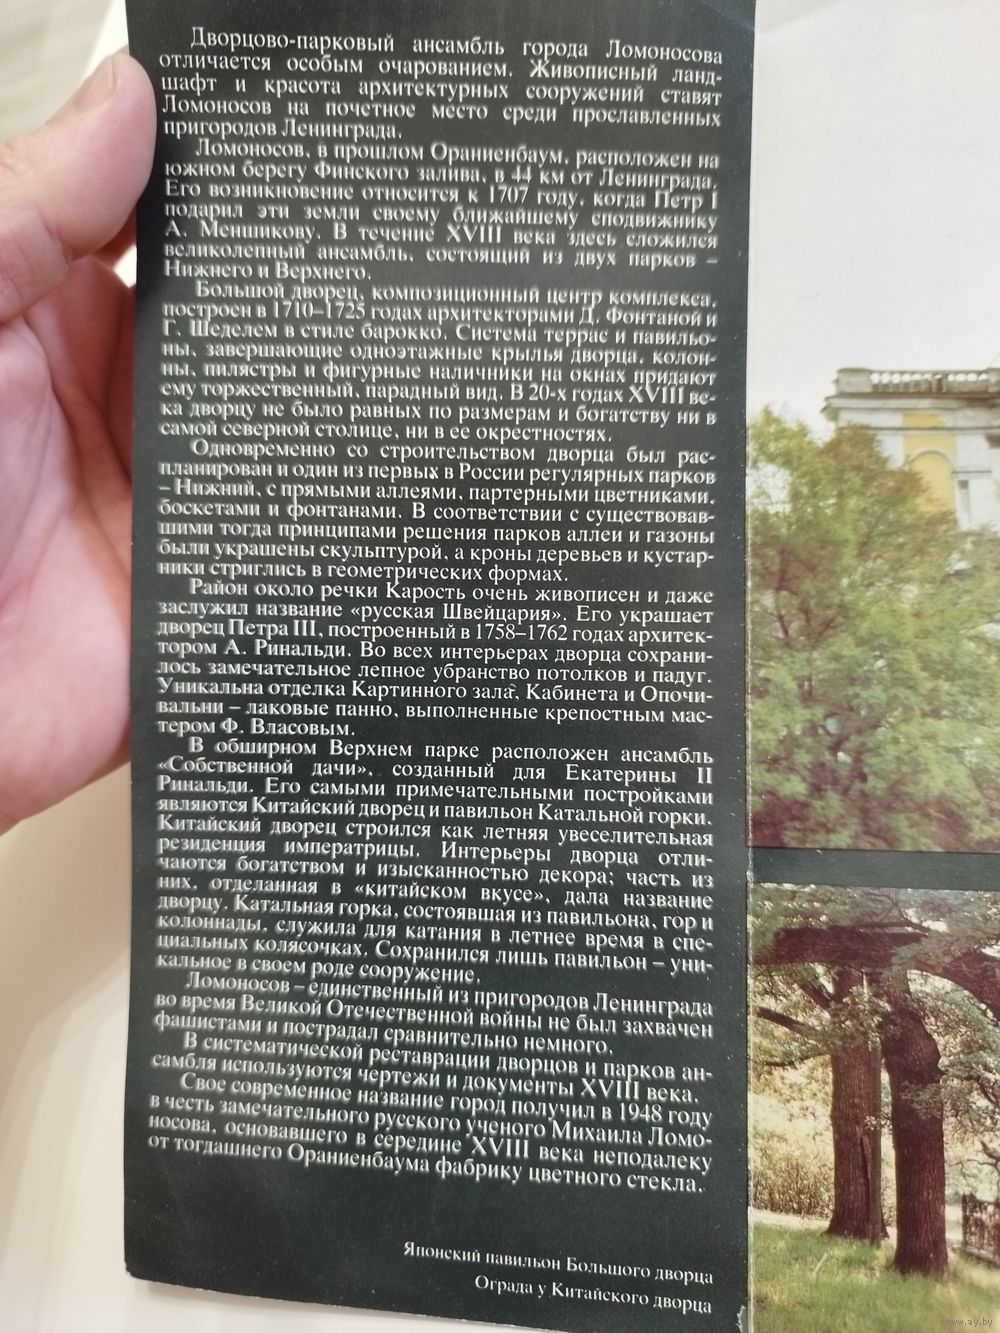 Дворцово-парковый ансамбль города Ломоносова
отличается особым очарованием. Живописный ланд-
шафт и красота архитектурных сооружений ставят
Ломоносов на почетное место среди прославленных
пригородов Ленинграда.
Ломоносов, в прошлом Ораниенбаум, расположен на
южном берегу Финского залива, в 44 км от Ленинграда.
Его возникновение относится к 1707 году, когда Петр I
подарил эти земли своему ближайшему сподвижнику
А. Меншикову. В течение XVIII века здесь сложился
великолепный ансамбль, состоящий из двух парков –
Нижнего и Верхнего.
Большой дворец, композиционный центр комплекса,
построен в 1710–1725 годах архитекторами Д. Фонтаной и
Г. Шеделем в стиле барокко. Система террас и павильо-
ны, завершающие одноэтажные крылья дворца, колон-
ны, пилястры и фигурные наличники на окнах придают
ему торжественный, парадный вид. В 20-х годах XVIII ве-
ка дворцу не было равных по размерам и богатству ни в
самой северной столице, ни в ее окрестностях.
Одновременно со строительством дворца был рас-
планирован и один из первых в России регулярных парков
– Нижний, с прямыми аллеями, партерными цветниками,
боскетами и фонтанами. В соответствии с существовав-
шими тогда принципами решения парков аллеи и газоны
были украшены скульптурой, а кроны деревьев и кустар-
ники стриглись в геометрических формах.
Район около речки Карость очень живописен и даже
заслужил название «русская Швейцария». Его украшает
дворец Петра III, построенный в 1758–1762 годах архитек-
тором А. Ринальди. Во всех интерьерах дворца сохрани-
лось замечательное лепное убранство потолков и падуг.
Уникальна отделка Картинного зала, Кабинета и Опочи-
вальни – лаковые панно, выполненные крепостным мас-
тером Ф. Власовым.
В обширном Верхнем парке расположен ансамбль
«Собственной дачи», созданный для Екатерины II
Ринальди. Его самыми примечательными постройками
являются Китайский дворец и павильон Катальной горки.
Китайский дворец строился как летняя увеселительная
резиденция императрицы. Интерьеры дворца отли-
чаются богатством и изысканностью декора; часть из
них, отделанная в «китайском вкусе», дала название
дворцу. Катальная горка, состоявшая из павильона, гор и
колоннады, служила для катания в летнее время в спе-
циальных колясочках. Сохранился лишь павильон – уни-
кальное в своем роде сооружение.
Ломоносов – единственный из пригородов Ленинграда
во время Великой Отечественной войны не был захвачен
фашистами и пострадал сравнительно немного.
В систематической реставрации дворцов и парков ан-
самбля используются чертежи и документы XVIII века.
Свое современное название город получил в 1948 году
в честь замечательного русского ученого Михаила Ломо-
носова, основавшего в середине XVIII века неподалеку
от тогдашнего Ораниенбаума фабрику цветного стекла.
Японский павильон Большого дворца
Ограда у Китайского дворца
www.ay.by